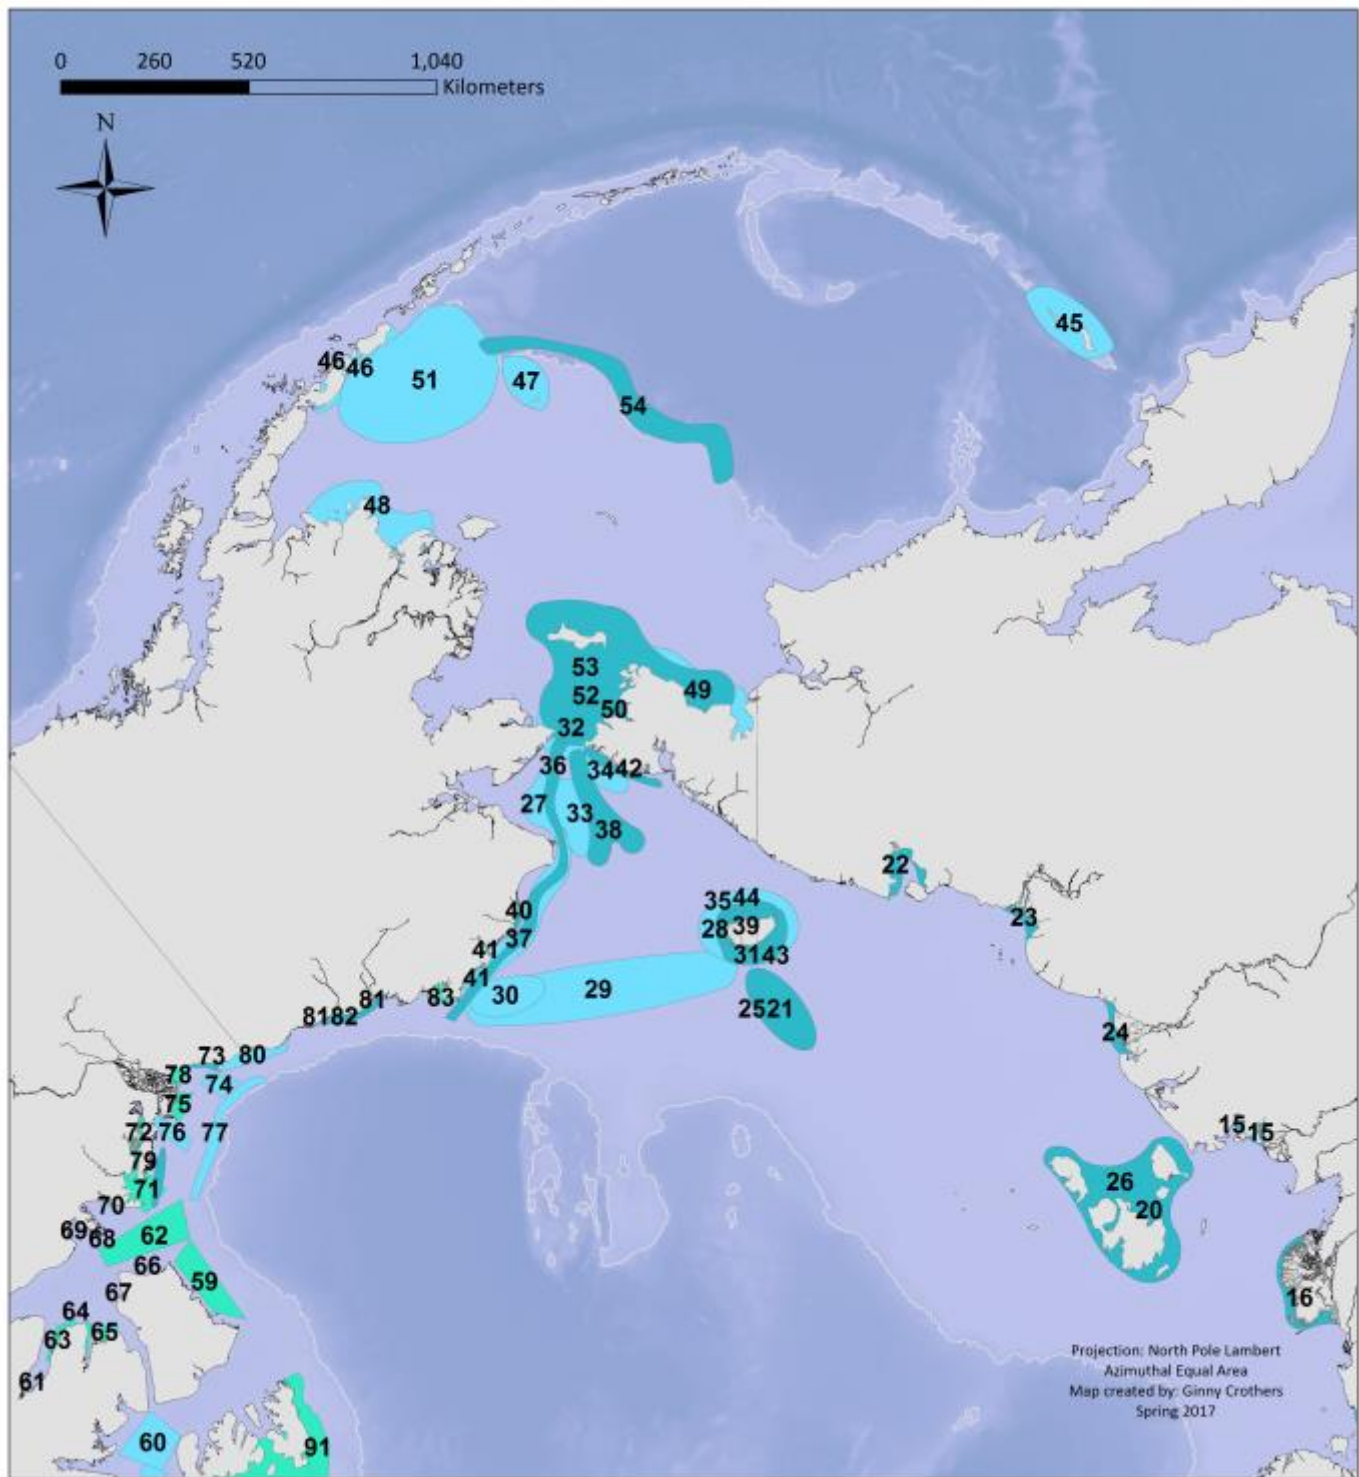 0 260 520 1,040
Kilometers
N
45
46 46 51 47
54
48
53
52 49
50
32
36 34 42
27 33
38
22
40 35 44 23
28 39
37
41 31 43
41
30 29
83 25 21
81
81 82 24
73 80
78 74
75
72 76 77 15 15
79
71 26
70 20
69 68 62
66
59
67 16
64
63 65
61
60 91
Projection: North Pole Lambert
Azimuthal Equal Area
Map created by: Ginny Crothers
Spring 2017